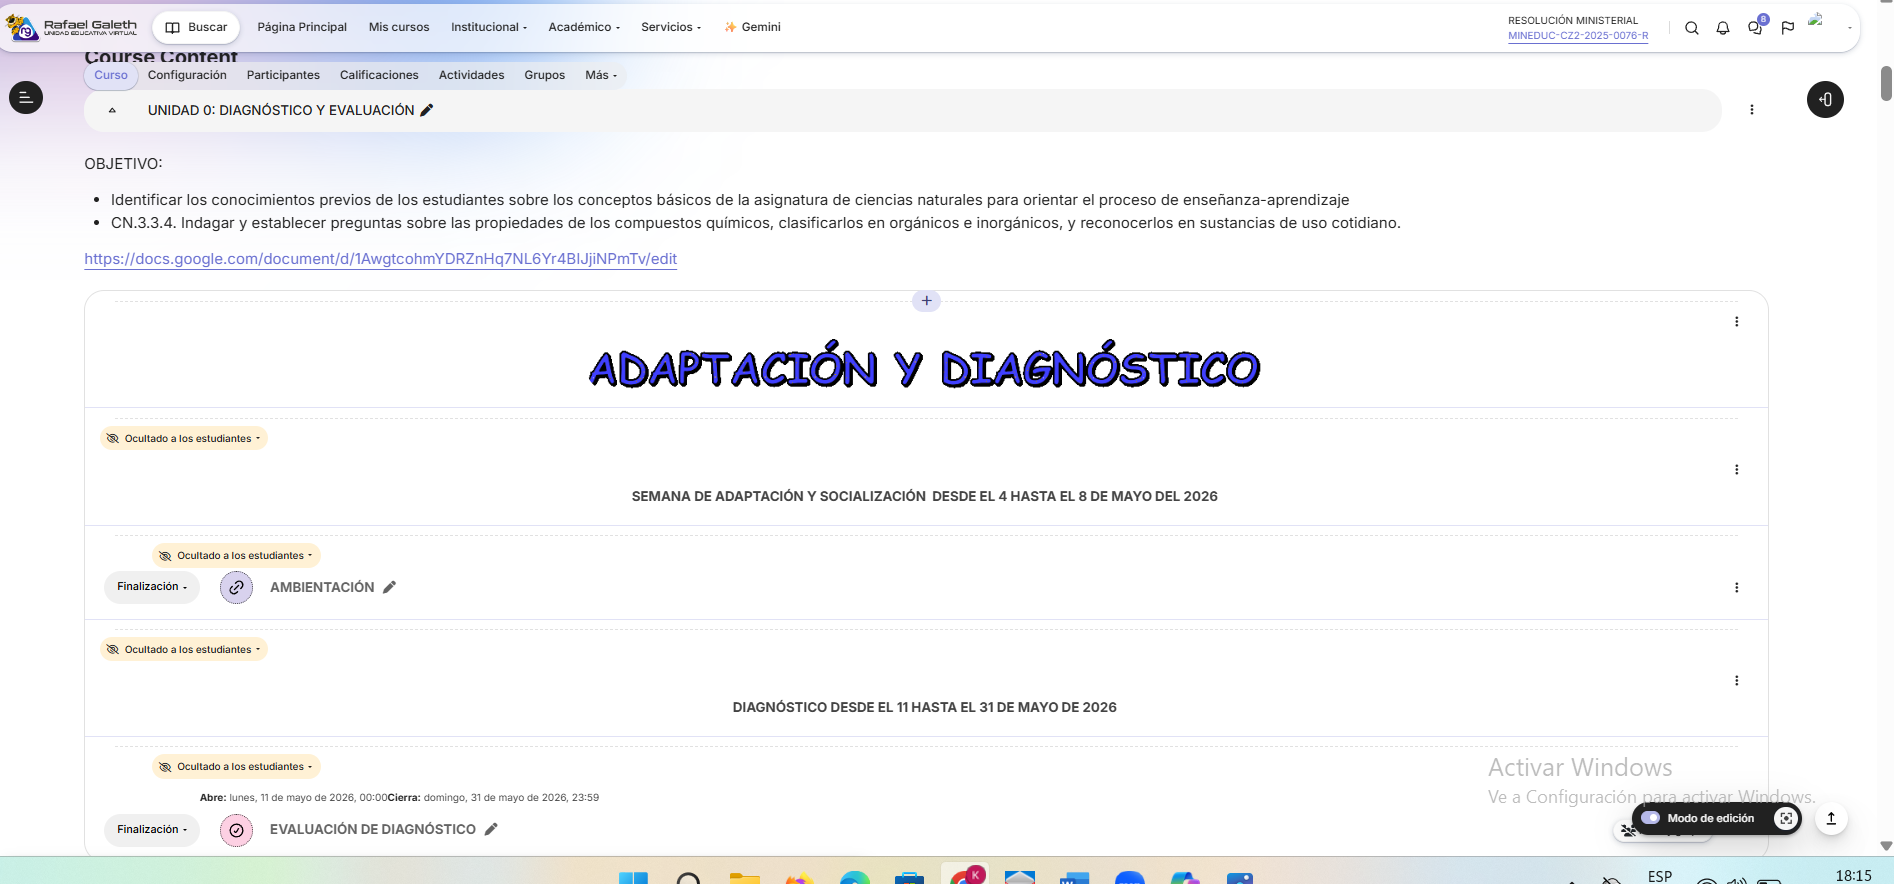 Rafael Galeth
UNIDAD EDUCATIVA VIRTUAL
Buscar
Página Principal
Mis cursos
Institucional
Académico
Servicios
Gemini
RESOLUCIÓN MINISTERIAL
MINEDUC-CZ2-2025-0076-R
8
Course Content
Curso
Configuración
Participantes
Calificaciones
Actividades
Grupos
Más
UNIDAD 0: DIAGNÓSTICO Y EVALUACIÓN
OBJETIVO:
• Identificar los conocimientos previos de los estudiantes sobre los conceptos básicos de la asignatura de ciencias naturales para orientar el proceso de enseñanza-aprendizaje
• CN.3.3.4. Indagar y establecer preguntas sobre las propiedades de los compuestos químicos, clasificarlos en orgánicos e inorgánicos, y reconocerlos en sustancias de uso cotidiano.
https://docs.google.com/document/d/1AwgtcohmYDRZnHq7NL6Yr4BIJjiNPmTv/edit
+
ADAPTACIÓN Y DIAGNÓSTICO
Ocultado a los estudiantes
SEMANA DE ADAPTACIÓN Y SOCIALIZACIÓN DESDE EL 4 HASTA EL 8 DE MAYO DEL 2026
Ocultado a los estudiantes
Finalización
AMBIENTACIÓN
Ocultado a los estudiantes
DIAGNÓSTICO DESDE EL 11 HASTA EL 31 DE MAYO DE 2026
Ocultado a los estudiantes
Abre: lunes, 11 de mayo de 2026, 00:00Cierra: domingo, 31 de mayo de 2026, 23:59
Finalización
EVALUACIÓN DE DIAGNÓSTICO
Activar Windows
Ve a Configuración para activar Windows.
Modo de edición
K
ESP
18:15